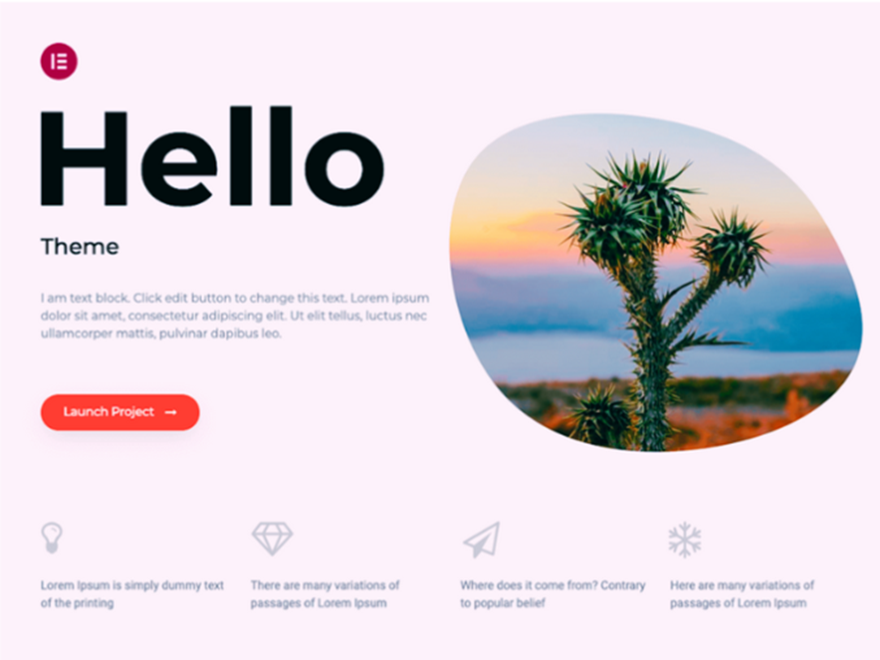 Hello
Theme
I am text block. Click edit button to change this text. Lorem ipsum
dolor sit amet, consectetur adipiscing elit. Ut elit tellus, luctus nec
ullamcorper mattis, pulvinar dapibus leo.
Launch Project →
Lorem Ipsum is simply dummy text
of the printing
There are many variations of
passages of Lorem Ipsum
Where does it come from? Contrary
to popular belief
Here are many variations of
passages of Lorem Ipsum